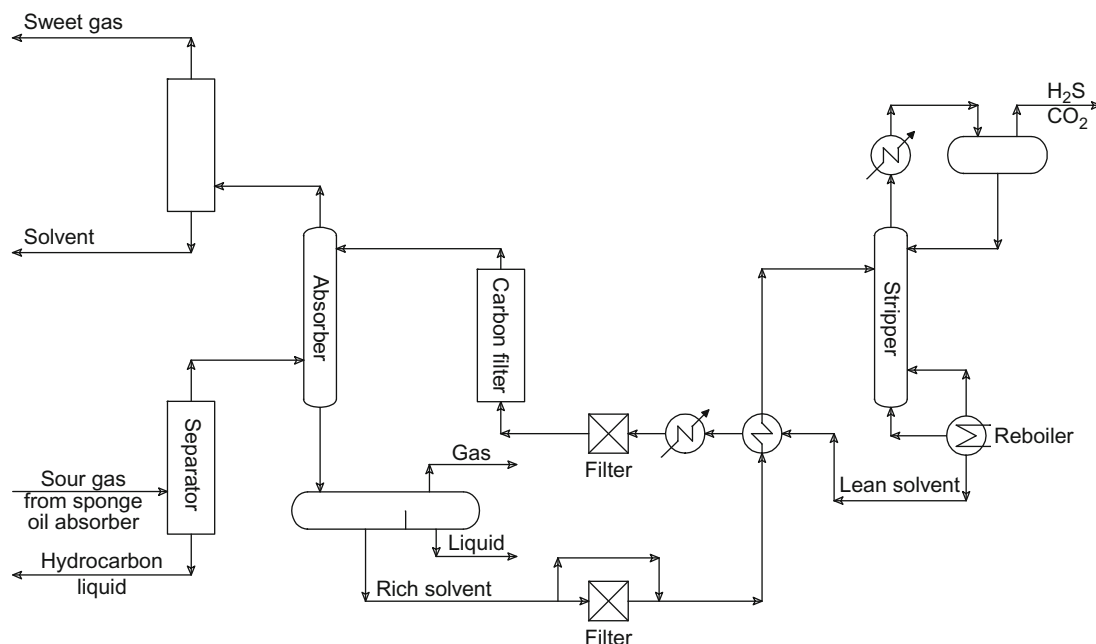 Sweet gas
Solvent
Absorber
Carbon filter
Separator
Sour gas
from sponge
oil absorber
Hydrocarbon
liquid
Gas
Liquid
Rich solvent
Filter
Filter
H₂S
CO₂
Stripper
Reboiler
Lean solvent